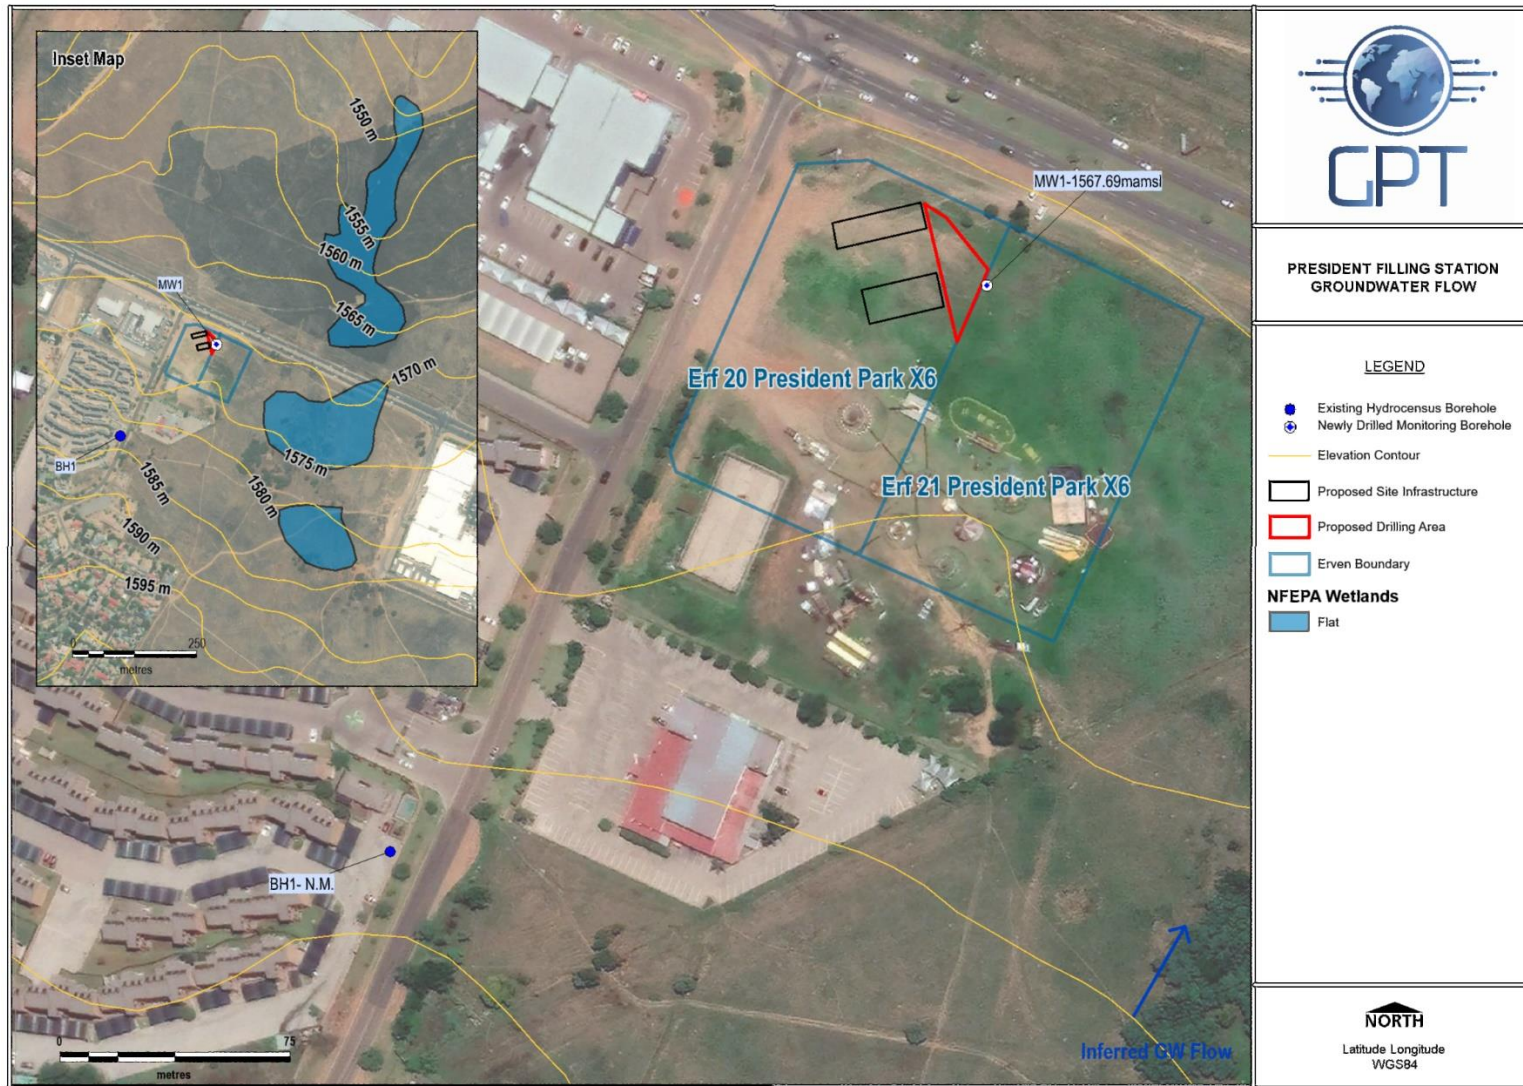 Inset Map
1550 m
1555 m
1560 m
1565 m
MW1
1570 m
1575 m
BH1
1585 m
1580 m
1590 m
1595 m
0
250
metres
MW1-1567.69mamsl
Erf 20 President Park X6
Erf 21 President Park X6
BH1- N.M.
0
75
metres
Inferred GW Flow
GPT
PRESIDENT FILLING STATION
GROUNDWATER FLOW
LEGEND
Existing Hydrocensus Borehole
Newly Drilled Monitoring Borehole
Elevation Contour
Proposed Site Infrastructure
Proposed Drilling Area
Erven Boundary
NFEPA Wetlands
Flat
NORTH
Latitude Longitude
WGS84